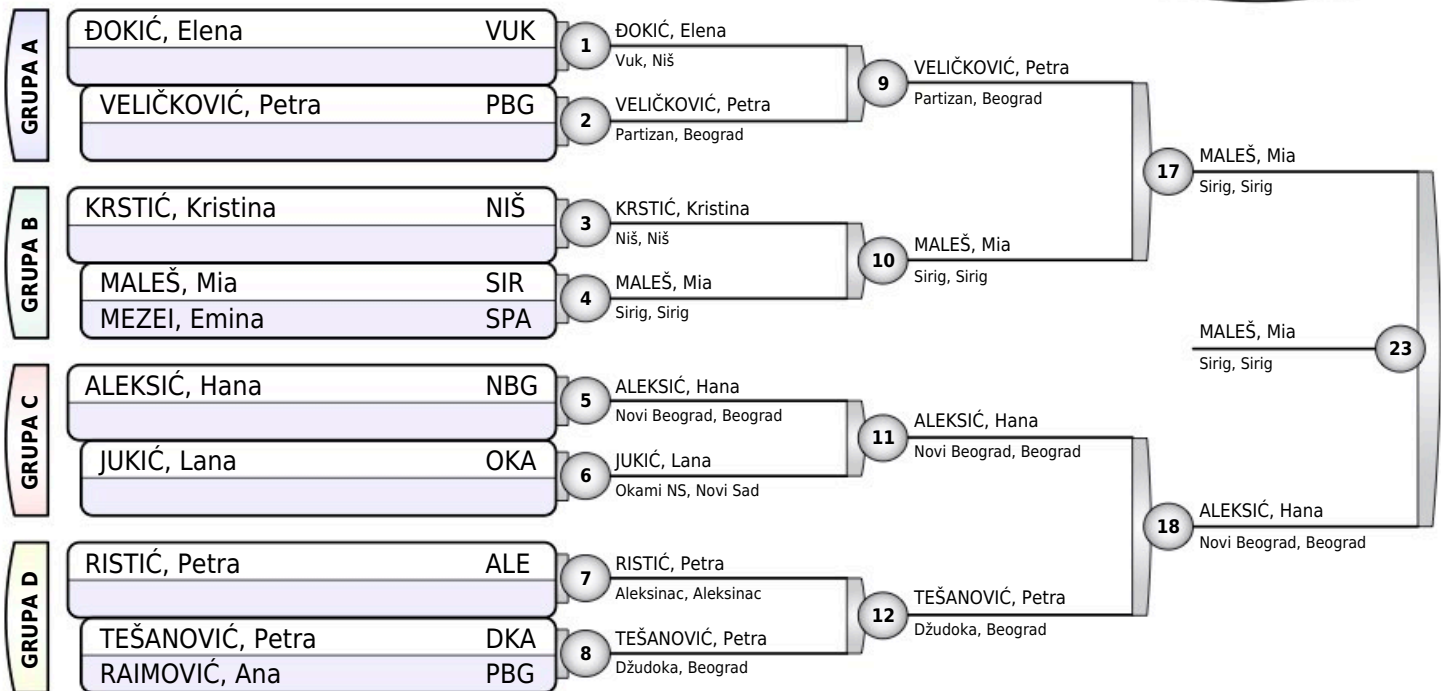 GRUPA A
ĐOKIĆ, Elena VUK
VELIČKOVIĆ, Petra PBG
1
ĐOKIĆ, Elena
Vuk, Niš
2
VELIČKOVIĆ, Petra
Partizan, Beograd
9
VELIČKOVIĆ, Petra
Partizan, Beograd
GRUPA B
KRSTIĆ, Kristina NIŠ
MALEŠ, Mia SIR
MEZEI, Emina SPA
3
KRSTIĆ, Kristina
Niš, Niš
4
MALEŠ, Mia
Sirig, Sirig
10
MALEŠ, Mia
Sirig, Sirig
17
MALEŠ, Mia
Sirig, Sirig
MALEŠ, Mia
Sirig, Sirig
23
GRUPA C
ALEKSIĆ, Hana NBG
JUKIĆ, Lana OKA
5
ALEKSIĆ, Hana
Novi Beograd, Beograd
6
JUKIĆ, Lana
Okami NS, Novi Sad
11
ALEKSIĆ, Hana
Novi Beograd, Beograd
GRUPA D
RISTIĆ, Petra ALE
TEŠANOVIĆ, Petra DKA
RAIMOVIĆ, Ana PBG
7
RISTIĆ, Petra
Aleksinac, Aleksinac
8
TEŠANOVIĆ, Petra
Džudoka, Beograd
12
TEŠANOVIĆ, Petra
Džudoka, Beograd
18
ALEKSIĆ, Hana
Novi Beograd, Beograd